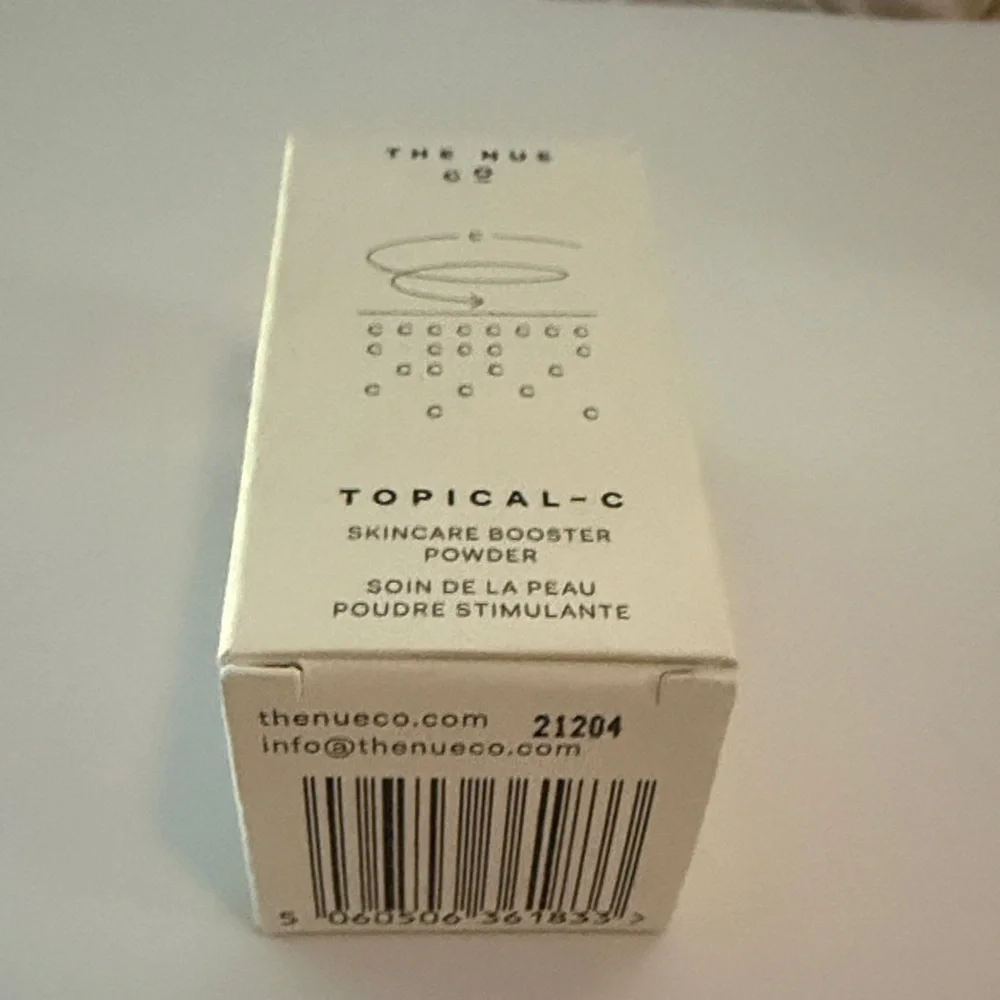 THE NUE
CO
C
C C C C C C C C
C C C C C
C C C C
C C C C
C C
TOPICAL-C
SKINCARE BOOSTER
POWDER
SOIN DE LA PEAU
POUDRE STIMULANTE
thenueco.com 21204
info@thenueco.com
5 060506 361833 >